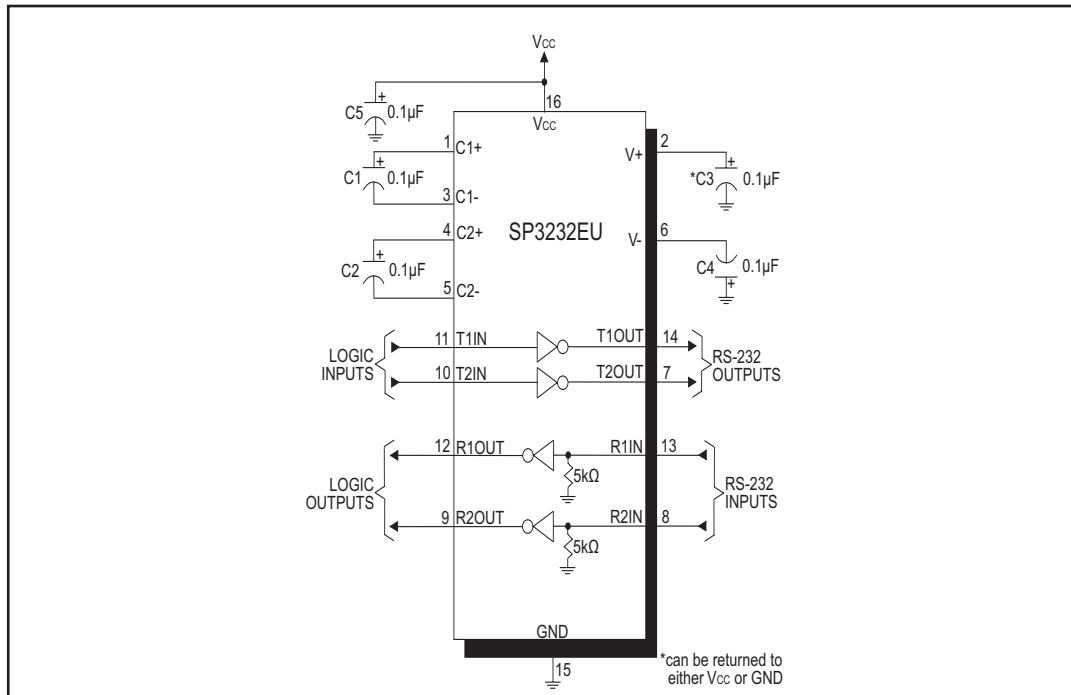 Vcc
16
Vcc
+
C5
0.1µF
1
C1+
+
C1
0.1µF
3
C1-
4
C2+
+
C2
0.1µF
5
C2-
SP3232EU
V+
2
+
*C3
0.1µF
V-
6
C4
0.1µF
+
LOGIC
INPUTS
11
T1IN
T1OUT
14
10
T2IN
T2OUT
7
RS-232
OUTPUTS
LOGIC
OUTPUTS
12
R1OUT
R1IN
13
5kΩ
9
R2OUT
R2IN
8
5kΩ
RS-232
INPUTS
GND
15
*can be returned to
either Vcc or GND